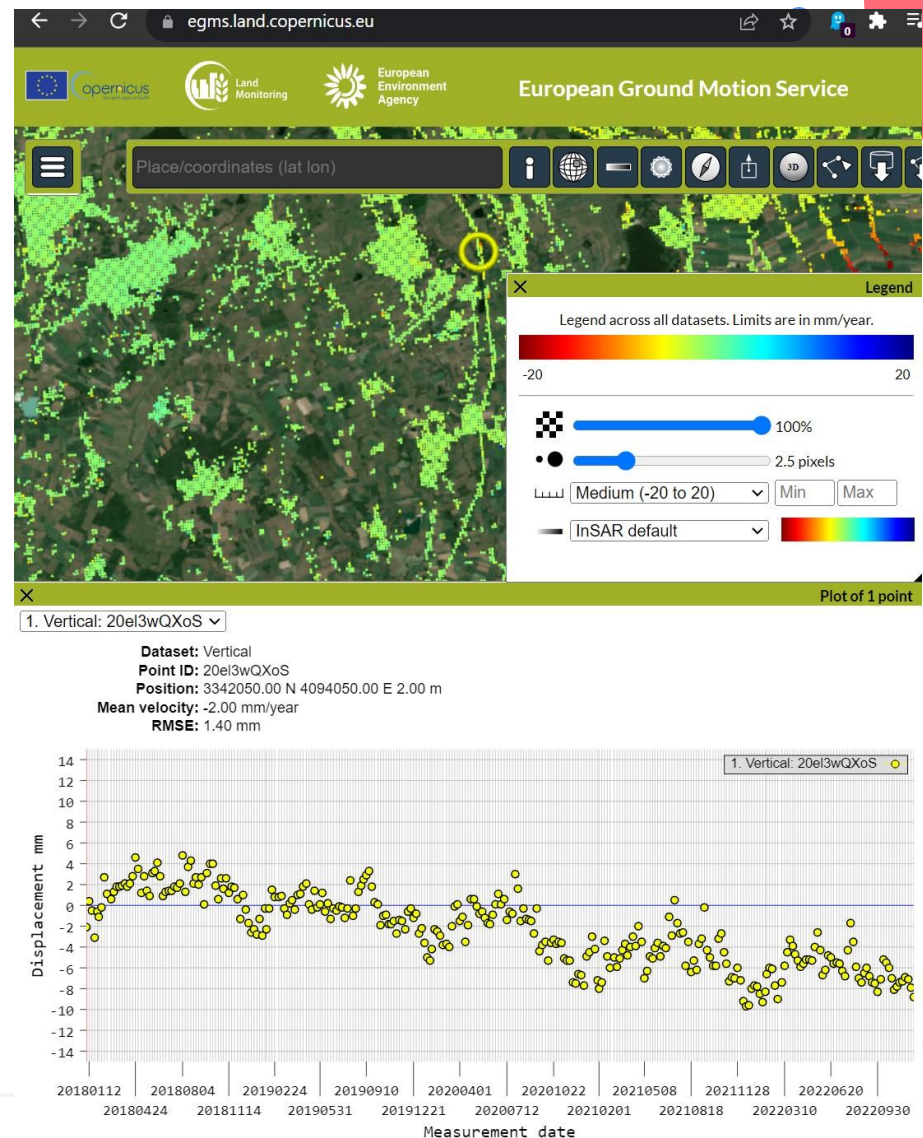 egms.land.copernicus.eu
0
opernicus
Land
Monitoring
European
Environment
Agency
European Ground Motion Service
Place/coordinates (lat lon)
3D
Legend
Legend across all datasets. Limits are in mm/year.
-20 20
100%
2.5 pixels
Medium (-20 to 20) Min Max
InSAR default
Plot of 1 point
1. Vertical: 20el3wQXoS
Dataset: Vertical
Point ID: 20el3wQXoS
Position: 3342050.00 N 4094050.00 E 2.00 m
Mean velocity: -2.00 mm/year
RMSE: 1.40 mm
1. Vertical: 20el3wQXoS
Displacement mm
14
12
10
8
6
4
2
0
-2
-4
-6
-8
-10
-12
-14
20180112 20180804 20190224 20190910 20200401 20201022 20210508 20211128 20220620
20180424 20181114 20190531 20191221 20200712 20210201 20210818 20220310 20220930
Measurement date